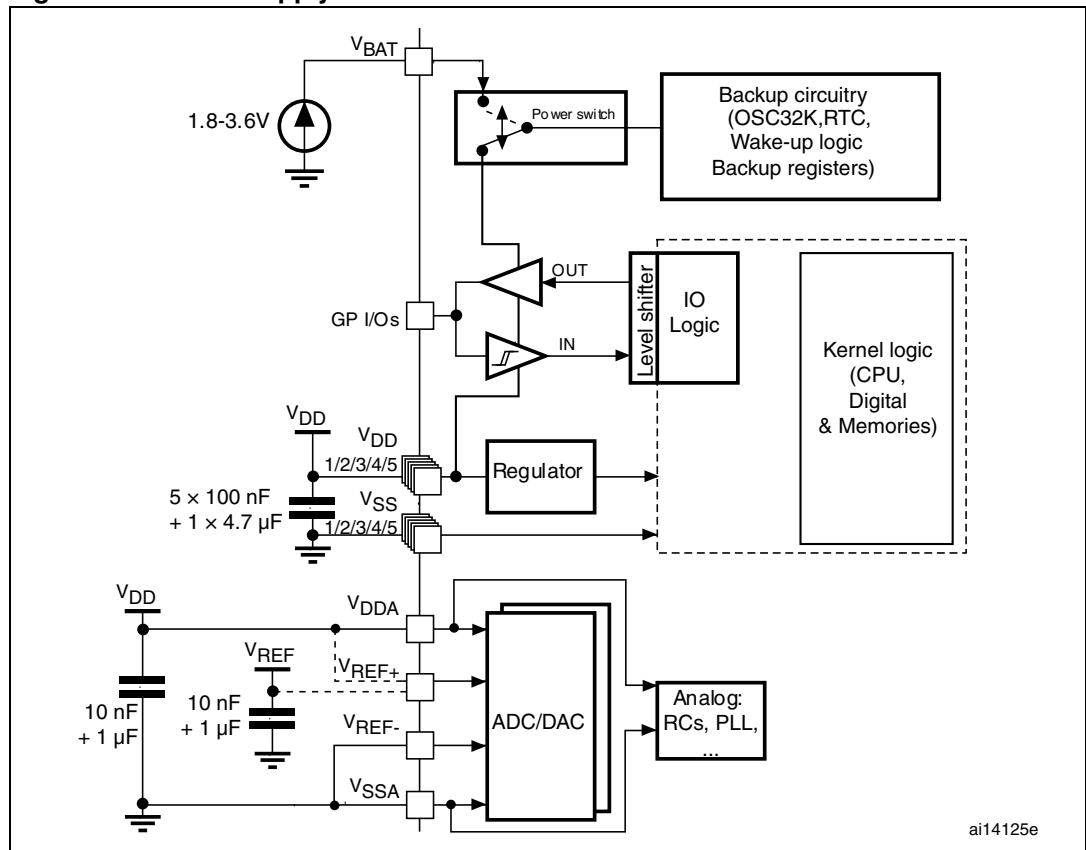 VBAT
1.8-3.6V
Power switch
Backup circuitry
(OSC32K,RTC,
Wake-up logic
Backup registers)
OUT
GP I/Os
IN
Level shifter
IO
Logic
Kernel logic
(CPU,
Digital
& Memories)
VDD
VDD
1/2/3/4/5
Regulator
5 × 100 nF
+ 1 × 4.7 µF
VSS
1/2/3/4/5
VDD
VDDA
VREF
VREF+
10 nF
+ 1 µF
10 nF
+ 1 µF
VREF-
ADC/DAC
Analog:
RCs, PLL,
...
VSSA
ai14125e